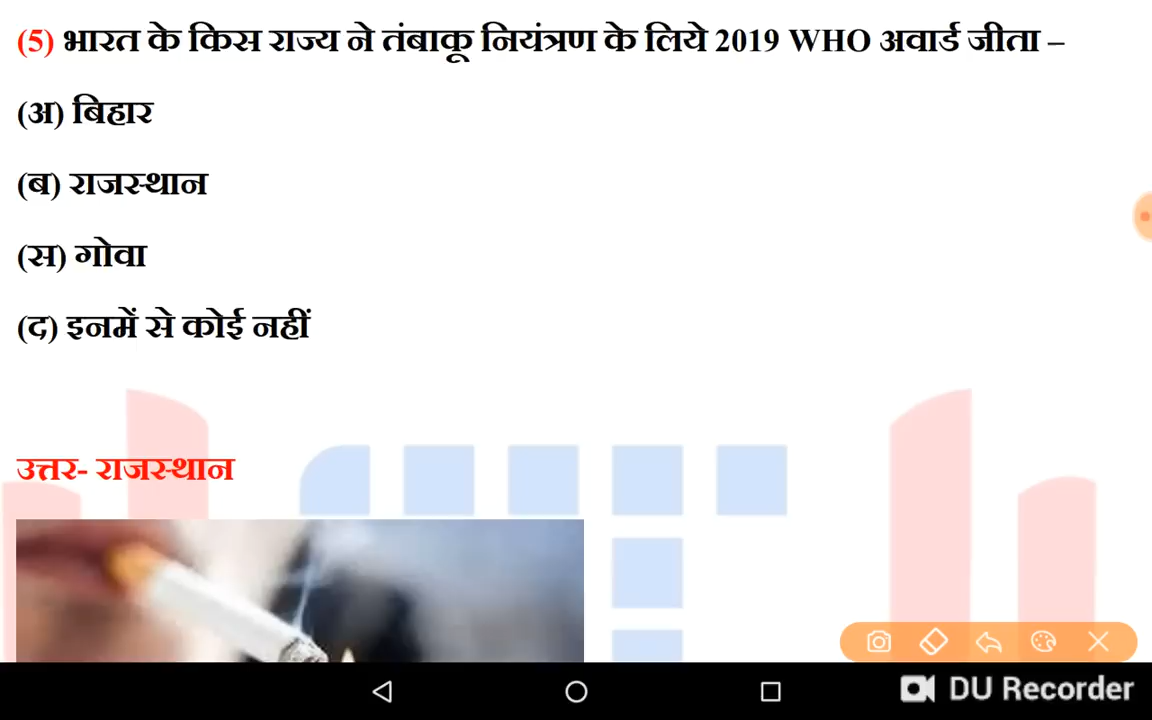 (5) भारत के किस राज्य ने तंबाकू नियंत्रण के लिये 2019 WHO अवार्ड जीता –
(अ) बिहार
(ब) राजस्थान
(स) गोवा
(द) इनमें से कोई नहीं
उत्तर- राजस्थान
DU Recorder